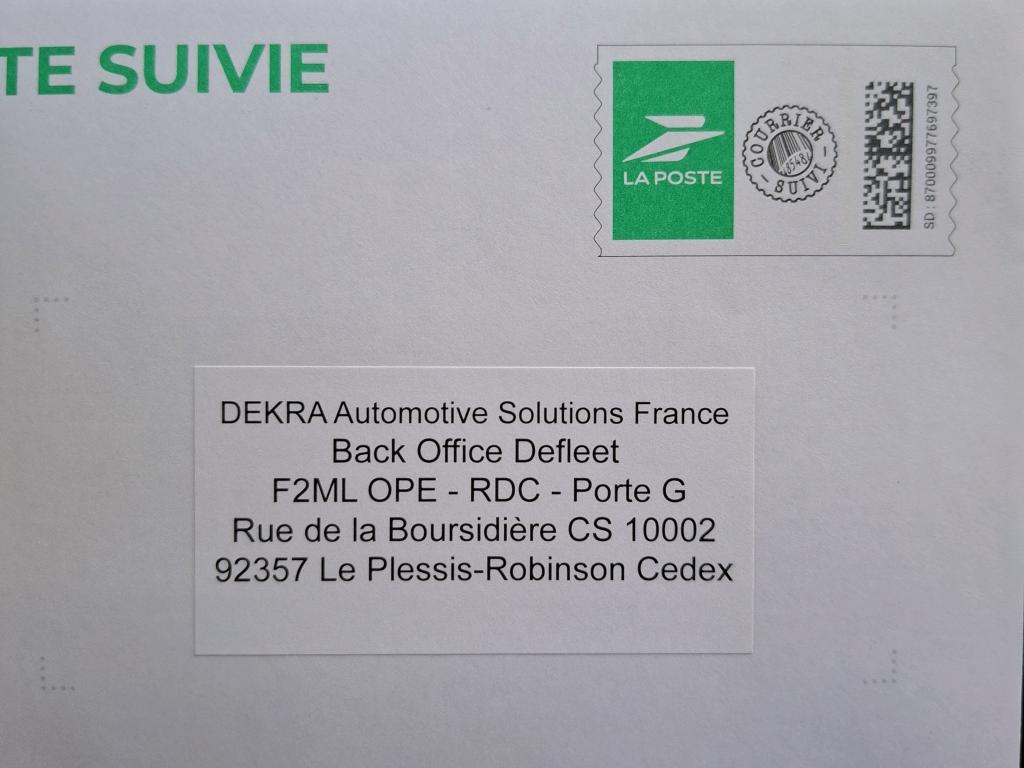 TE SUIVIE
LA POSTE
COURRIER
SUIVI
SD : 870009977697397
DEKRA Automotive Solutions France
Back Office Defleet
F2ML OPE - RDC - Porte G
Rue de la Boursidière CS 10002
92357 Le Plessis-Robinson Cedex